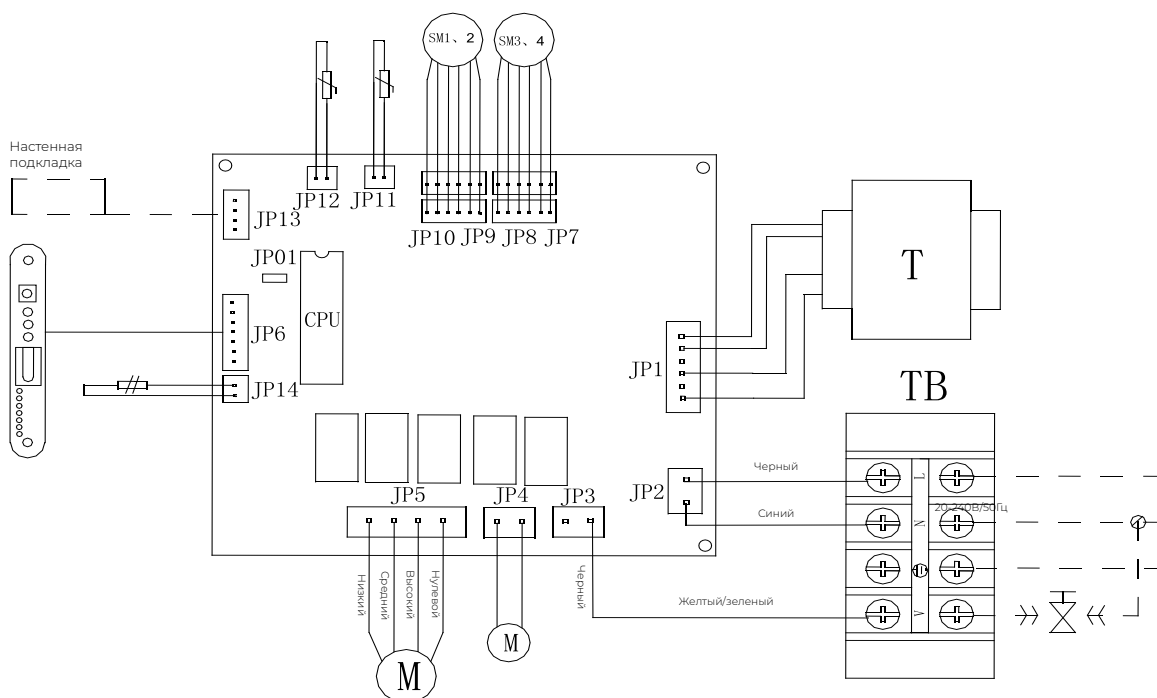 SM1、2
SM3、4
Настенная
подкладка
JP12
JP11
JP13
JP10
JP9
JP8
JP7
JP01
T
CPU
JP6
JP1
JP14
TB
Черный
L
JP5
JP4
JP3
JP2
20-240В/50Гц
Синий
N
Низкий
Средний
Высокий
Нулевой
Черный
Желтый/зеленый
V
M
M